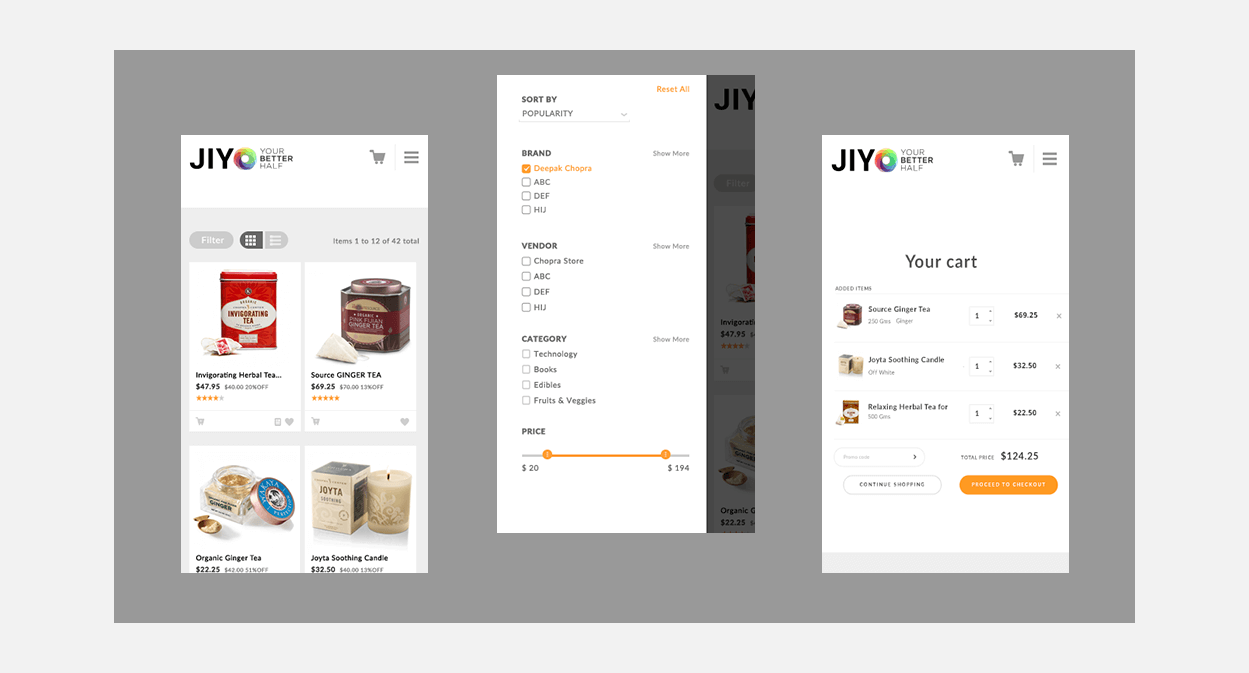 JIYO YOUR BETTER HALF
Filter
Items 1 to 12 of 42 total
ORGANIC
INVIGORATING
TEA
ORGANIC
PINK FUJIAN
GINGER TEA
Invigorating Herbal Tea...
$47.95 $40.00 20%OFF
Source GINGER TEA
$69.25 $70.00 13%OFF
GINGER
JOYTA
SOOTHING
Organic Ginger Tea
$22.25 $42.00 51%OFF
Joyta Soothing Candle
$32.50 $40.00 13%OFF
Reset All
SORT BY
POPULARITY
BRAND
Show More
Deepak Chopra
ABC
DEF
HIJ
VENDOR
Show More
Chopra Store
ABC
DEF
HIJ
CATEGORY
Show More
Technology
Books
Edibles
Fruits & Veggies
PRICE
$ 20
$ 194
JIY
Filter
Invigorati
$47.95
Organic G
$22.25
JIYO YOUR BETTER HALF
Your cart
ADDED ITEMS
Source Ginger Tea
250 Gms Ginger
1
$69.25
×
Joyta Soothing Candle
Off White
1
$32.50
×
Relaxing Herbal Tea for
500 Gms
1
$22.50
×
Promo code
TOTAL PRICE $124.25
CONTINUE SHOPPING
PROCEED TO CHECKOUT